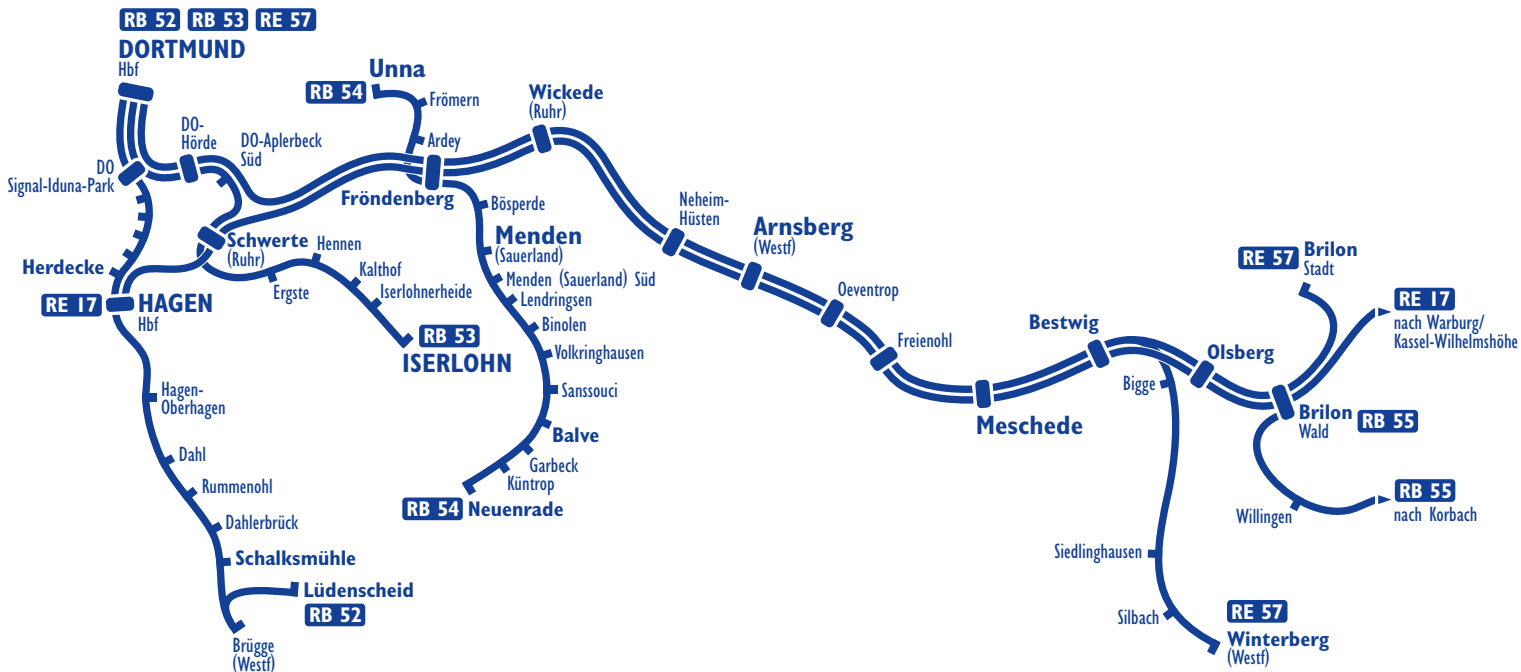 RB 52 RB 53 RE 57
DORTMUND
Hbf
Unna
RB 54
Frömern
Ardey
Wickede
(Ruhr)
DO-
Hörde
DO-Aplerbeck
Süd
DO
Signal-Iduna-Park
Fröndenberg
Bösperde
Neheim-
Hüsten
Arnsberg
(Westf)
Menden
(Sauerland)
Schwerte
(Ruhr)
Hennen
Herdecke
Kalthof
Menden (Sauerland) Süd
Ergste
Iserlohnerheide
Lendringsen
RE 17
HAGEN
Hbf
Binolen
RB 53
ISERLOHN
Volkringhausen
Oeventrop
Freienohl
Bestwig
RE 57
Brilon
Stadt
RE 17
nach Warburg/
Kassel-Wilhelmshöhe
Olsberg
Bigge
Sanssouci
Hagen-
Oberhagen
Meschede
Brilon
Wald
RB 55
Balve
Dahl
Garbeck
Küntrop
Rummenohl
RB 54
Neuenrade
RB 55
nach Korbach
Willingen
Dahlerbrück
Schalksmühle
Siedlinghausen
Lüdenscheid
RB 52
RE 57
Silbach
Winterberg
(Westf)
Brügge
(Westf)